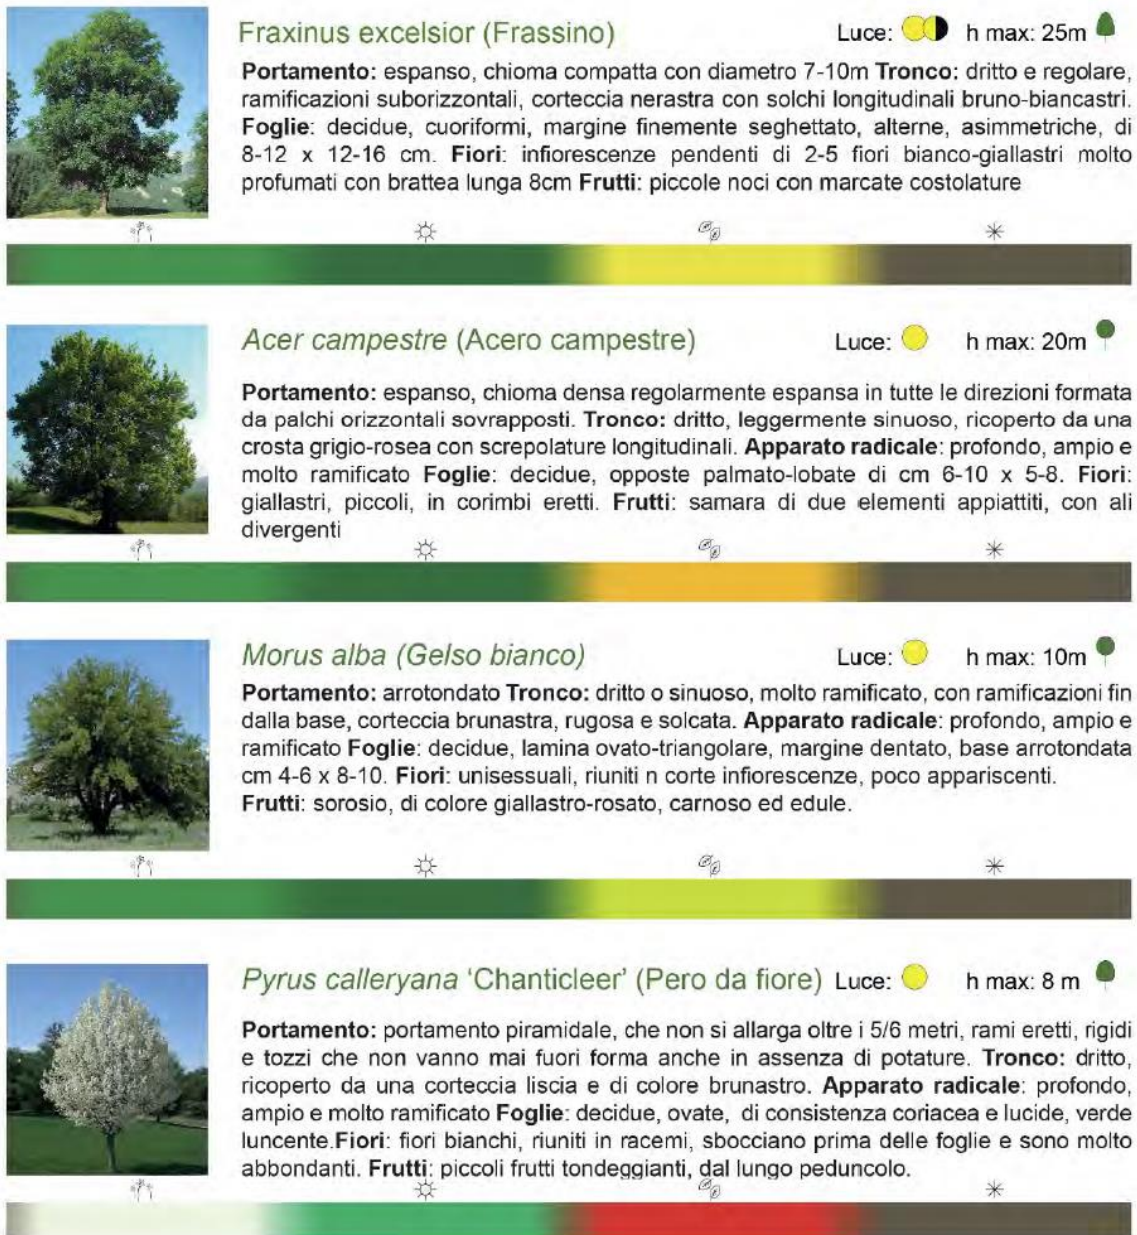 Fraxinus excelsior (Frassino) Luce: h max: 25m
Portamento: espanso, chioma compatta con diametro 7-10m Tronco: dritto e regolare,
ramificazioni suborizzontali, corteccia nerastra con solchi longitudinali bruno-biancastri.
Foglie: decidue, cuoriformi, margine finemente seghettato, alterne, asimmetriche, di
8-12 x 12-16 cm. Fiori: infiorescenze pendenti di 2-5 fiori bianco-giallastri molto
profumati con brattea lunga 8cm Frutti: piccole noci con marcate costolature
Acer campestre (Acero campestre) Luce: h max: 20m
Portamento: espanso, chioma densa regolarmente espansa in tutte le direzioni formata
da palchi orizzontali sovrapposti. Tronco: dritto, leggermente sinuoso, ricoperto da una
crosta grigio-rosea con screpolature longitudinali. Apparato radicale: profondo, ampio e
molto ramificato Foglie: decidue, opposte palmato-lobate di cm 6-10 x 5-8. Fiori:
giallastri, piccoli, in corimbi eretti. Frutti: samara di due elementi appiattiti, con ali
divergenti
Morus alba (Gelso bianco) Luce: h max: 10m
Portamento: arrotondato Tronco: dritto o sinuoso, molto ramificato, con ramificazioni fin
dalla base, corteccia brunastra, rugosa e solcata. Apparato radicale: profondo, ampio e
ramificato Foglie: decidue, lamina ovato-triangolare, margine dentato, base arrotondata
cm 4-6 x 8-10. Fiori: unisessuali, riuniti n corte infiorescenze, poco appariscenti.
Frutti: sorosio, di colore giallastro-rosato, carnoso ed edule.
Pyrus calleryana ‘Chanticleer’ (Pero da fiore) Luce: h max: 8 m
Portamento: portamento piramidale, che non si allarga oltre i 5/6 metri, rami eretti, rigidi
e tozzi che non vanno mai fuori forma anche in assenza di potature. Tronco: dritto,
ricoperto da una corteccia liscia e di colore brunastro. Apparato radicale: profondo,
ampio e molto ramificato Foglie: decidue, ovate, di consistenza coriacea e lucide, verde
luncente.Fiori: fiori bianchi, riuniti in racemi, sbocciano prima delle foglie e sono molto
abbondanti. Frutti: piccoli frutti tondeggianti, dal lungo peduncolo.